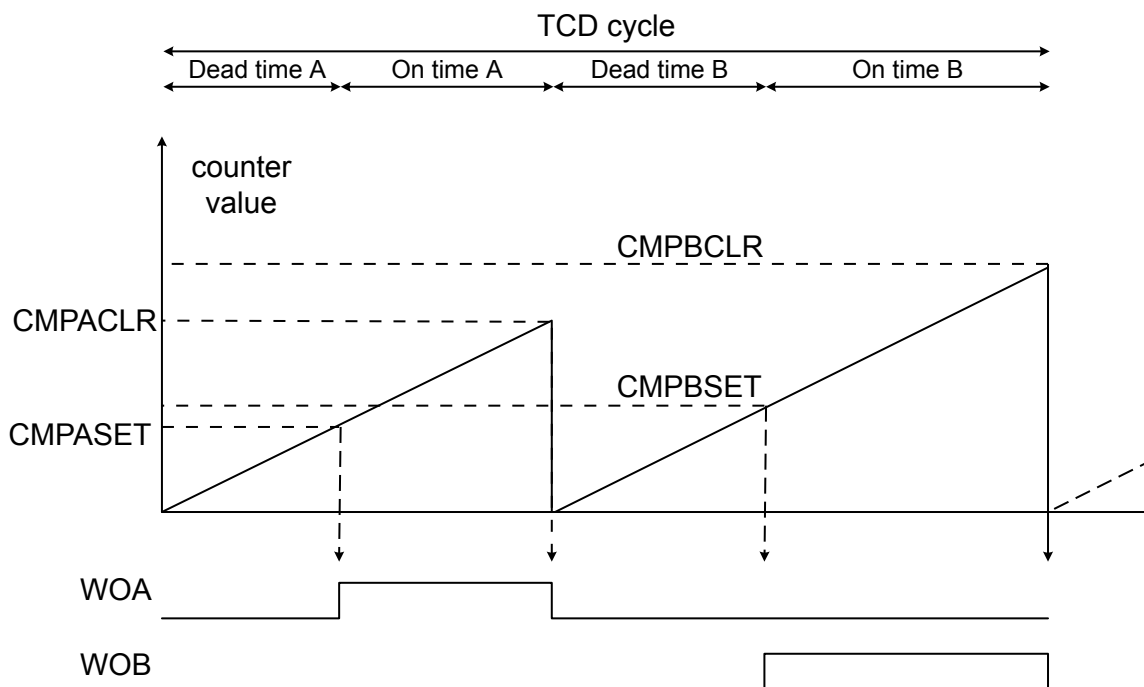 TCD cycle
Dead time A
On time A
Dead time B
On time B
counter
value
CMPBCLR
CMPACLR
CMPBSET
CMPASET
WOA
WOB